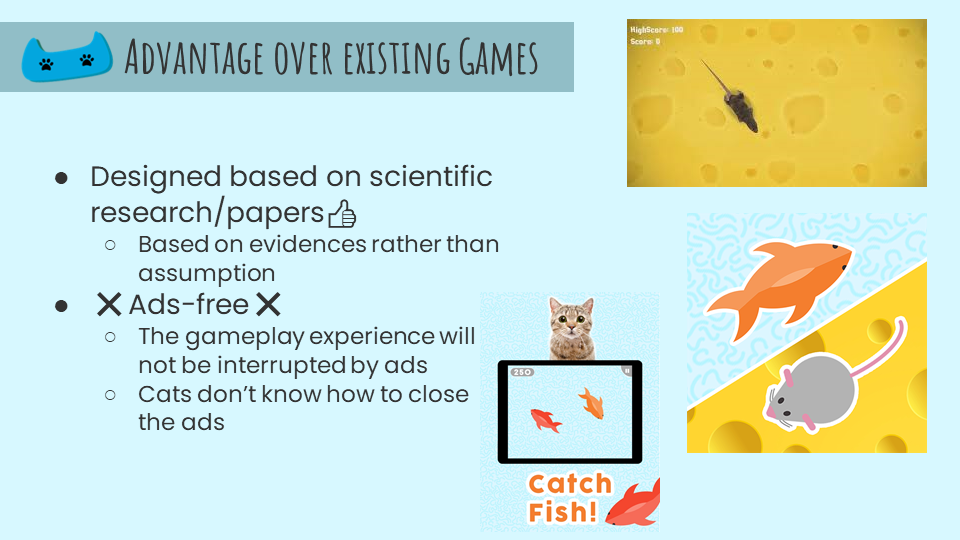 Advantage over existing Games
HighScore: 100
Score: 0
● Designed based on scientific
research/papers👍
○ Based on evidences rather than
assumption
● ❌ Ads-free ❌
○ The gameplay experience will
not be interrupted by ads
○ Cats don’t know how to close
the ads
250
Catch
Fish!